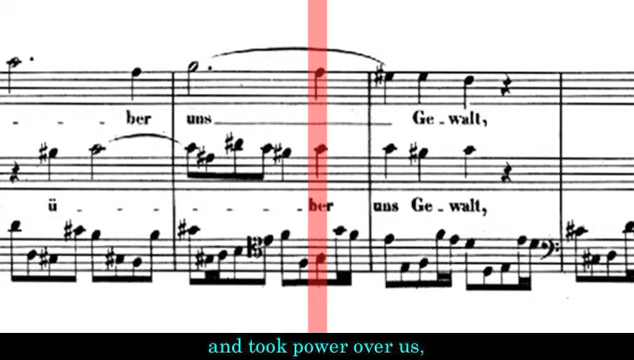 - - - ber uns Ge - walt,
ü - - - - - - - - ber uns Ge - walt,
and took power over us,